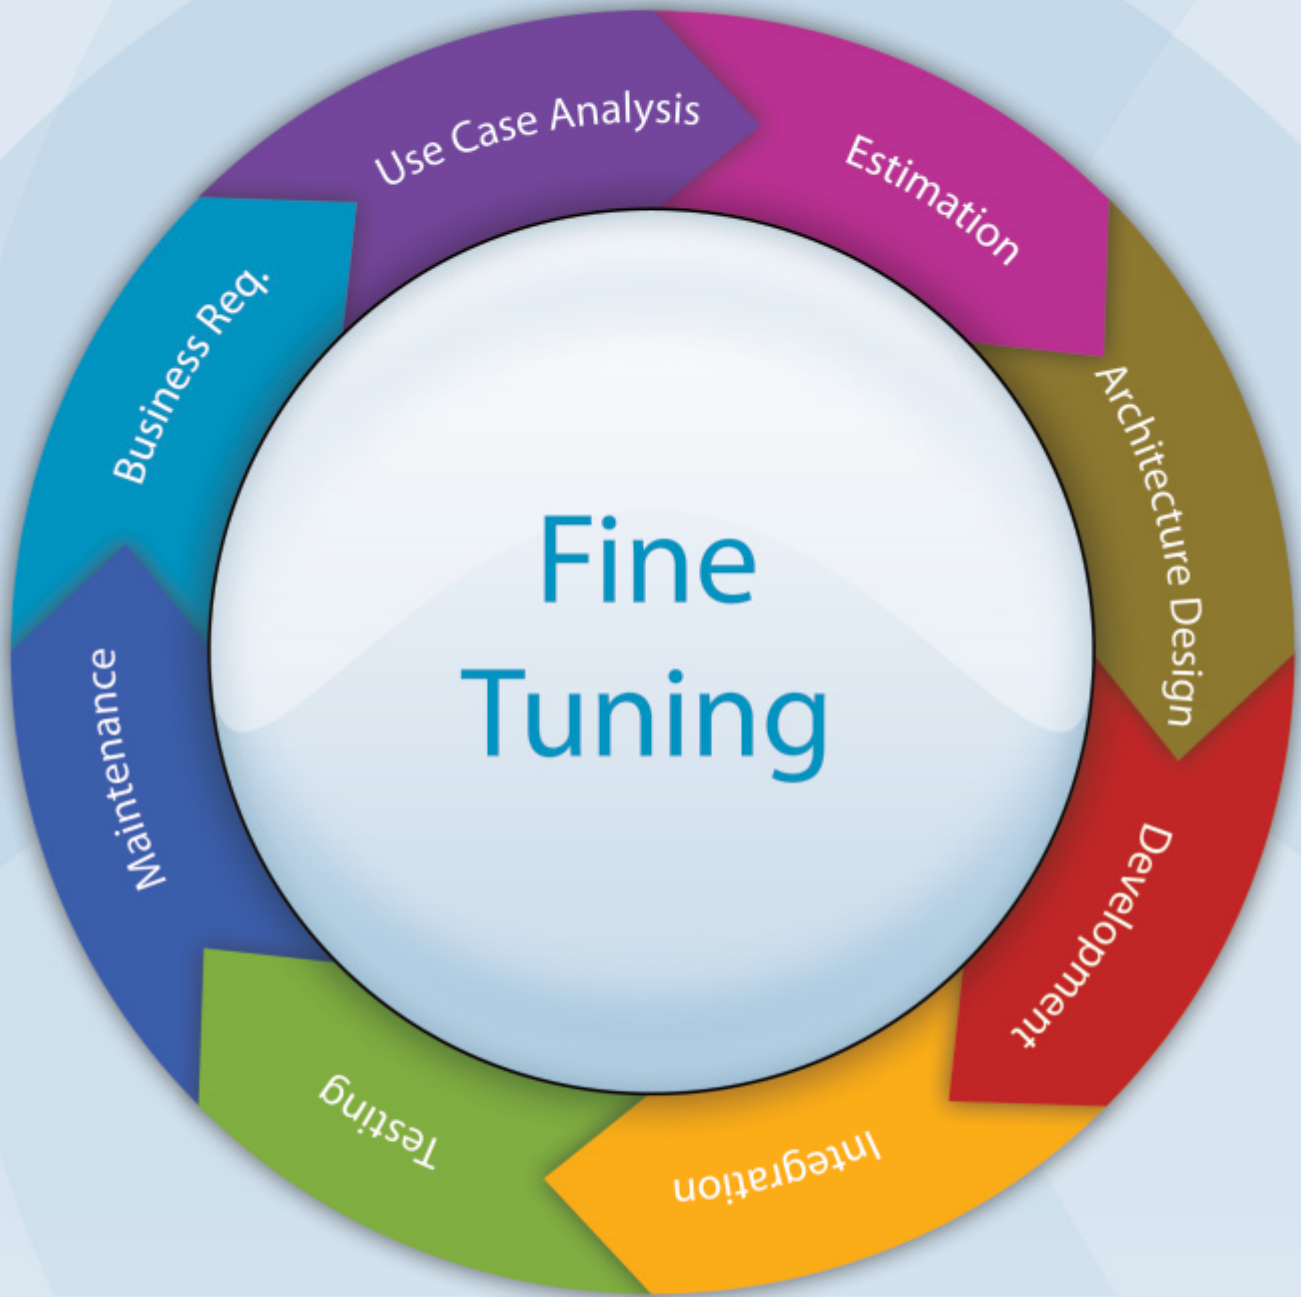 Use Case Analysis
Estimation
Architecture Design
Development
Integration
Testing
Maintenance
Business Req.
Fine
Tuning